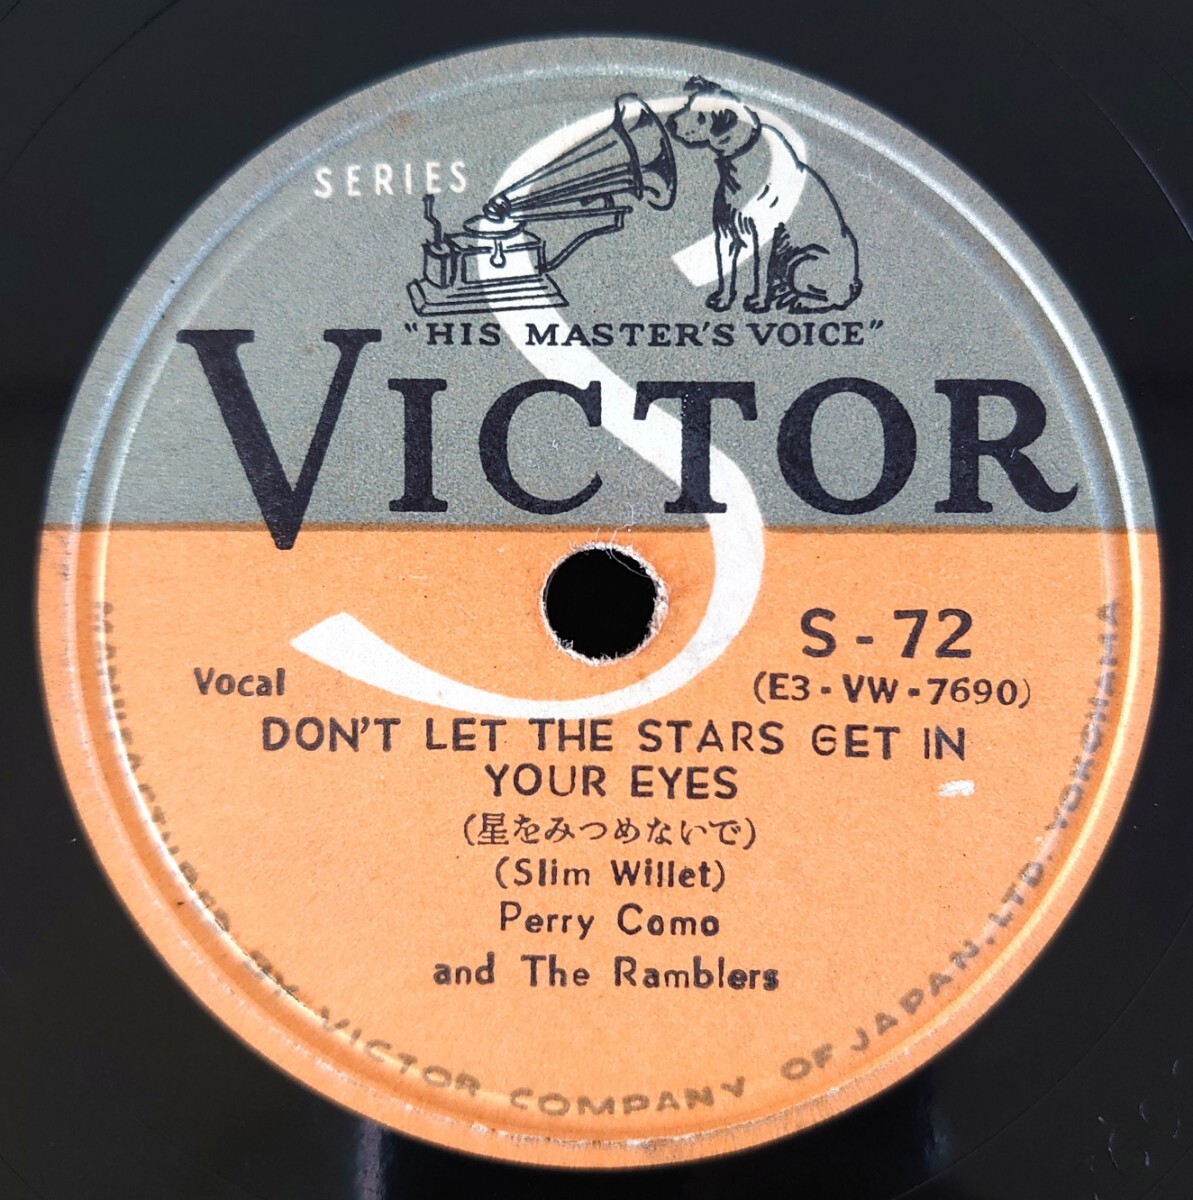 SERIES
S
"HIS MASTER'S VOICE"
VICTOR
S-72
Vocal
(E3-VW-7690)
DON'T LET THE STARS GET IN
YOUR EYES
(星をみつめないで)
(Slim Willet)
Perry Como
and The Ramblers
MANUFACTURED BY VICTOR COMPANY OF JAPAN, LTD. YOKOHAMA